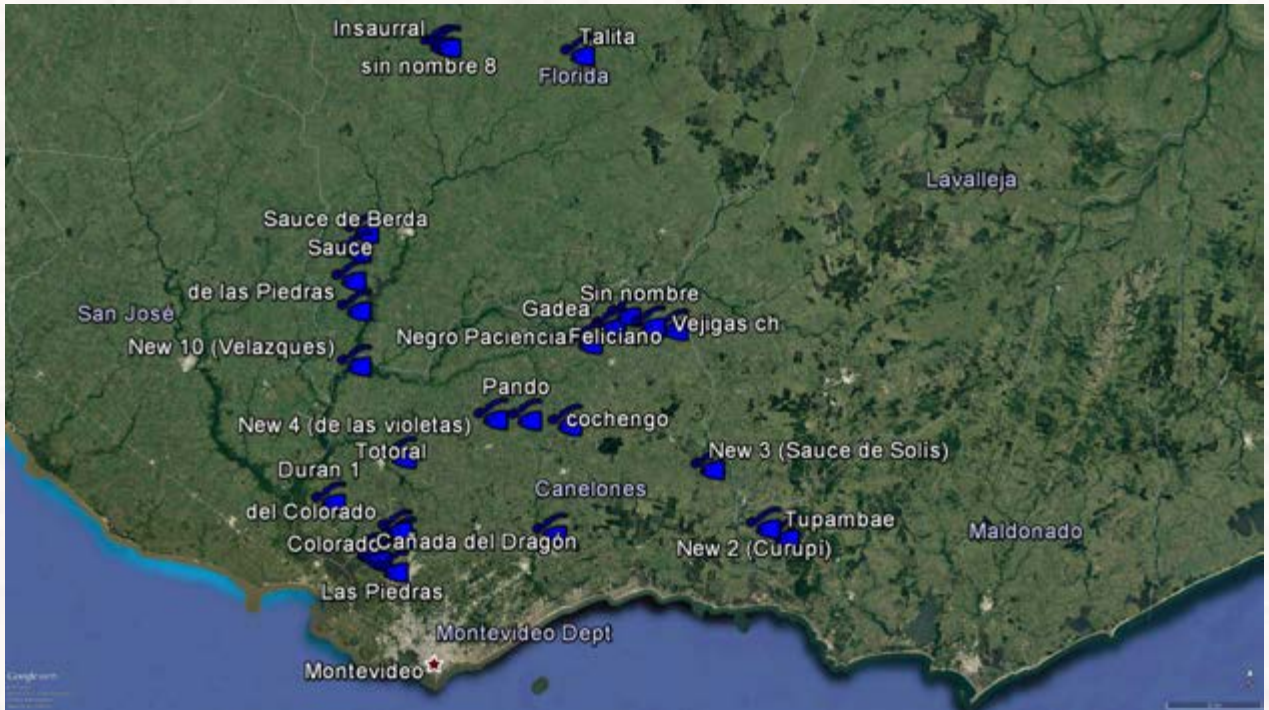 Insaurral
Talita
sin nombre 8
Florida
Lavalleja
Sauce de Berda
Sauce
de las Piedras
Sin nombre
San José
Gadea
Vejigas ch
Negro Paciencia
Feliciano
New 10 (Velazques)
Pando
New 4 (de las violetas)
cochengo
Totoral
New 3 (Sauce de Solis)
Duran 1
Canelones
del Colorado
Tupambae
Maldonado
Colorado
Cañada del Dragón
New 2 (Curupi)
Las Piedras
Montevideo Dept
Montevideo
Google earth